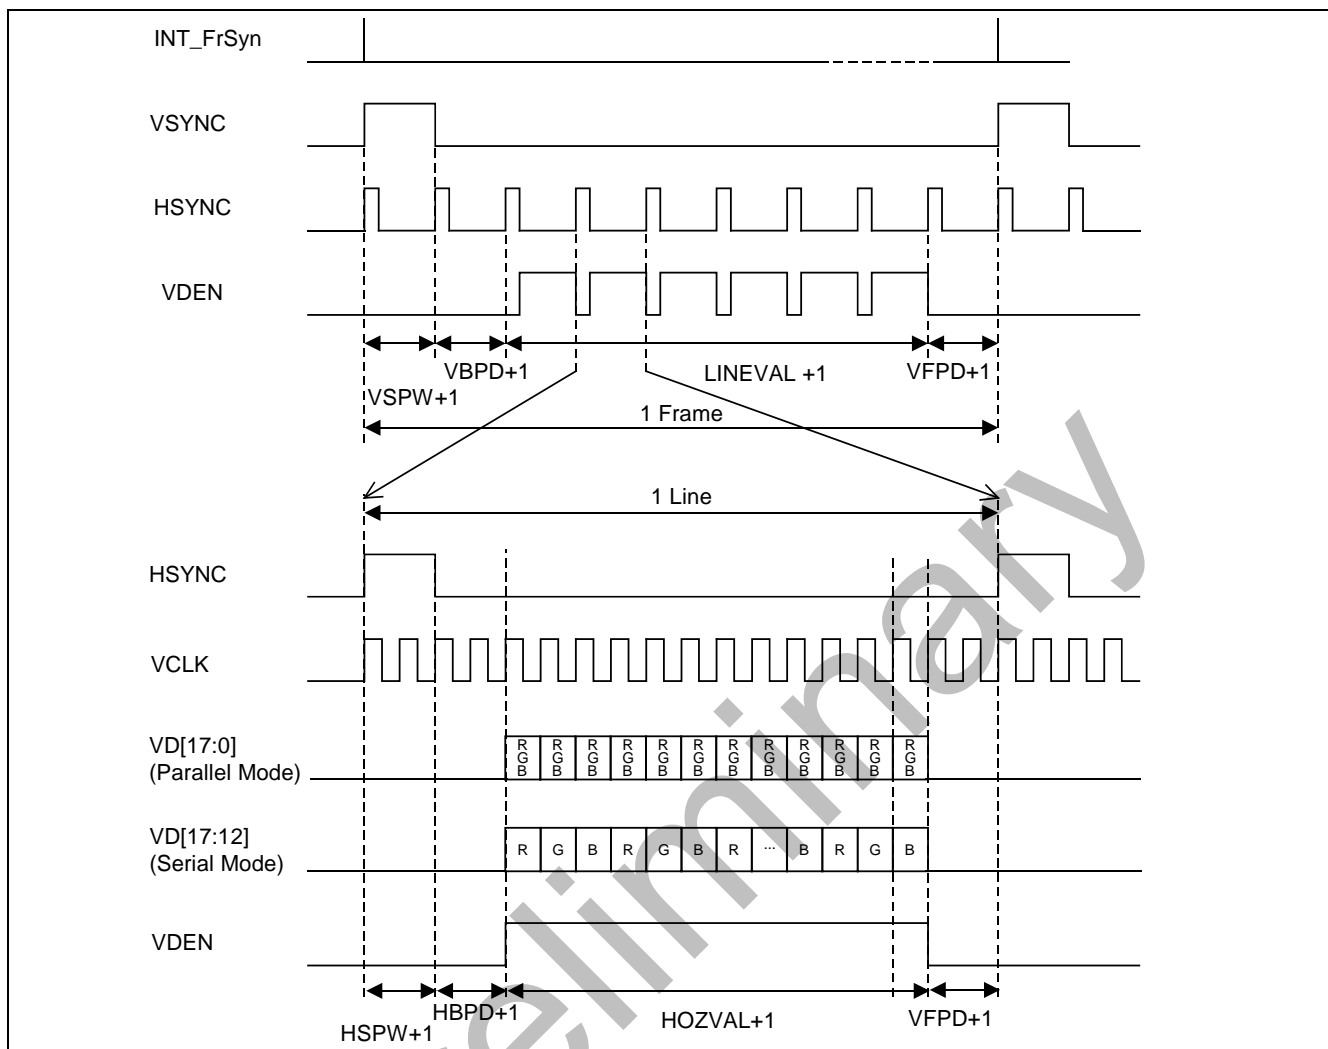 INT_FrSyn
VSYNC
HSYNC
VDEN
VBPD+1
LINEVAL +1
VFPD+1
VSPW+1
1 Frame
1 Line
HSYNC
VCLK
VD[17:0]
(Parallel Mode)
R R R R R R R R R R R R
G G G G G G G G G G G G
B B B B B B B B B B B B
VD[17:12]
(Serial Mode)
R G B R G B R ... B R G B
VDEN
HBPD+1
HOZVAL+1
VFPD+1
HSPW+1
eliminary